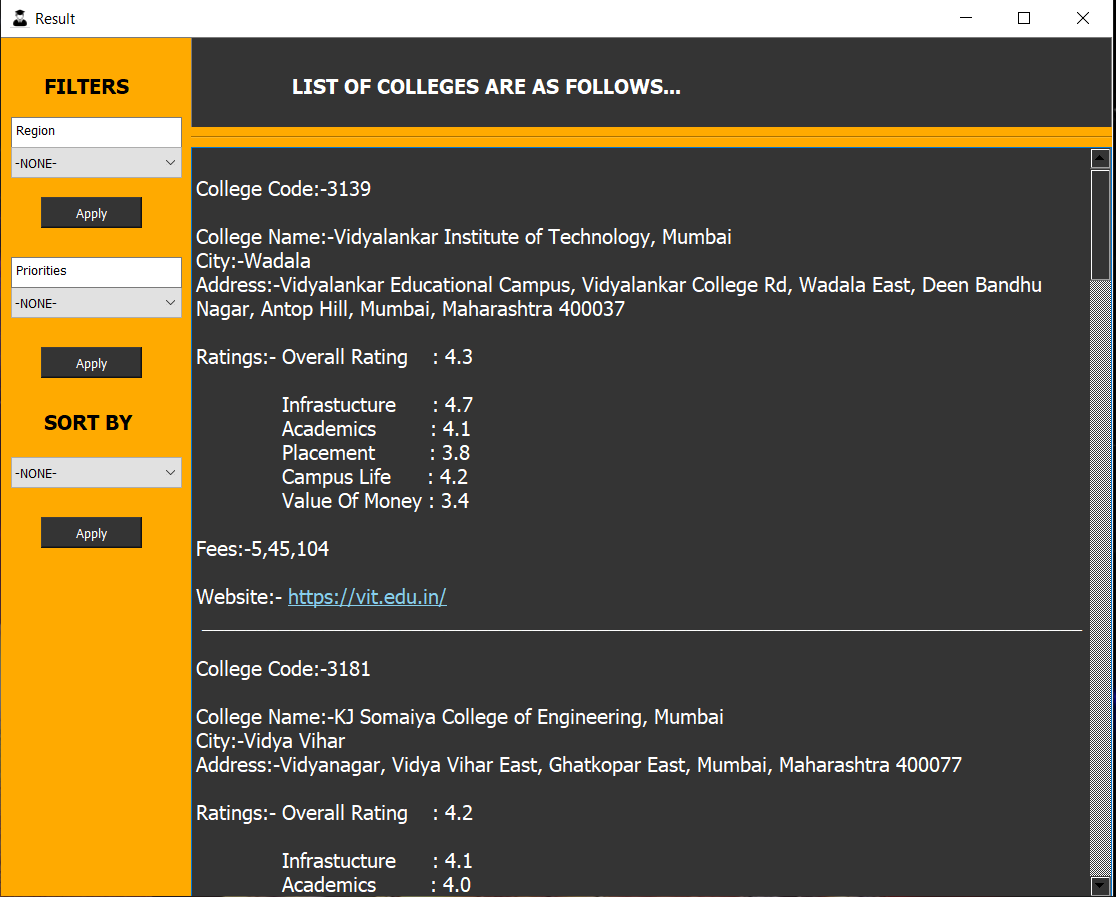 Result
FILTERS
Region
-NONE-
Apply
Priorities
-NONE-
Apply
SORT BY
-NONE-
Apply
LIST OF COLLEGES ARE AS FOLLOWS...
College Code:-3139
College Name:-Vidyalankar Institute of Technology, Mumbai
City:-Wadala
Address:-Vidyalankar Educational Campus, Vidyalankar College Rd, Wadala East, Deen Bandhu
Nagar, Antop Hill, Mumbai, Maharashtra 400037
Ratings:- Overall Rating : 4.3
Infrastucture : 4.7
Academics : 4.1
Placement : 3.8
Campus Life : 4.2
Value Of Money : 3.4
Fees:-5,45,104
Website:- https://vit.edu.in/
College Code:-3181
College Name:-KJ Somaiya College of Engineering, Mumbai
City:-Vidya Vihar
Address:-Vidyanagar, Vidya Vihar East, Ghatkopar East, Mumbai, Maharashtra 400077
Ratings:- Overall Rating : 4.2
Infrastucture : 4.1
Academics : 4.0